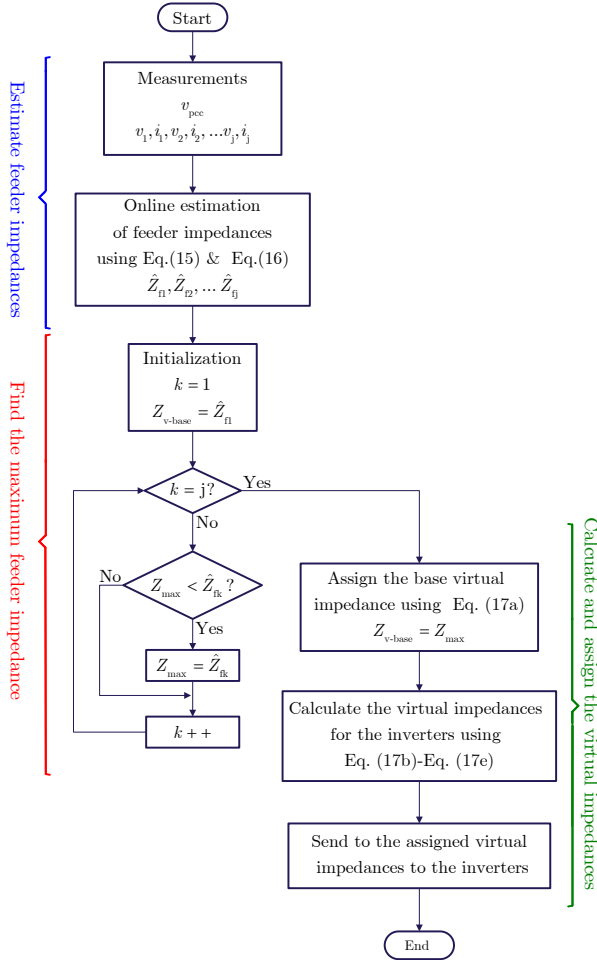 Start
Measurements
v_pcc
v_1, i_1, v_2, i_2, ...v_j, i_j
Online estimation
of feeder impedances
using Eq.(15) & Eq.(16)
Ẑ_f1, Ẑ_f2, ... Ẑ_fj
Estimate feeder impedances
Initialization
k = 1
Z_v-base = Ẑ_f1
k = j?
Yes
No
Z_max < Ẑ_fk ?
No
Yes
Z_max = Ẑ_fk
k + +
Find the maximum feeder impedance
Assign the base virtual
impedance using Eq. (17a)
Z_v-base = Z_max
Calculate the virtual impedances
for the inverters using
Eq. (17b)-Eq. (17e)
Send to the assigned virtual
impedances to the inverters
End
Calcuate and assign the virtual impedances